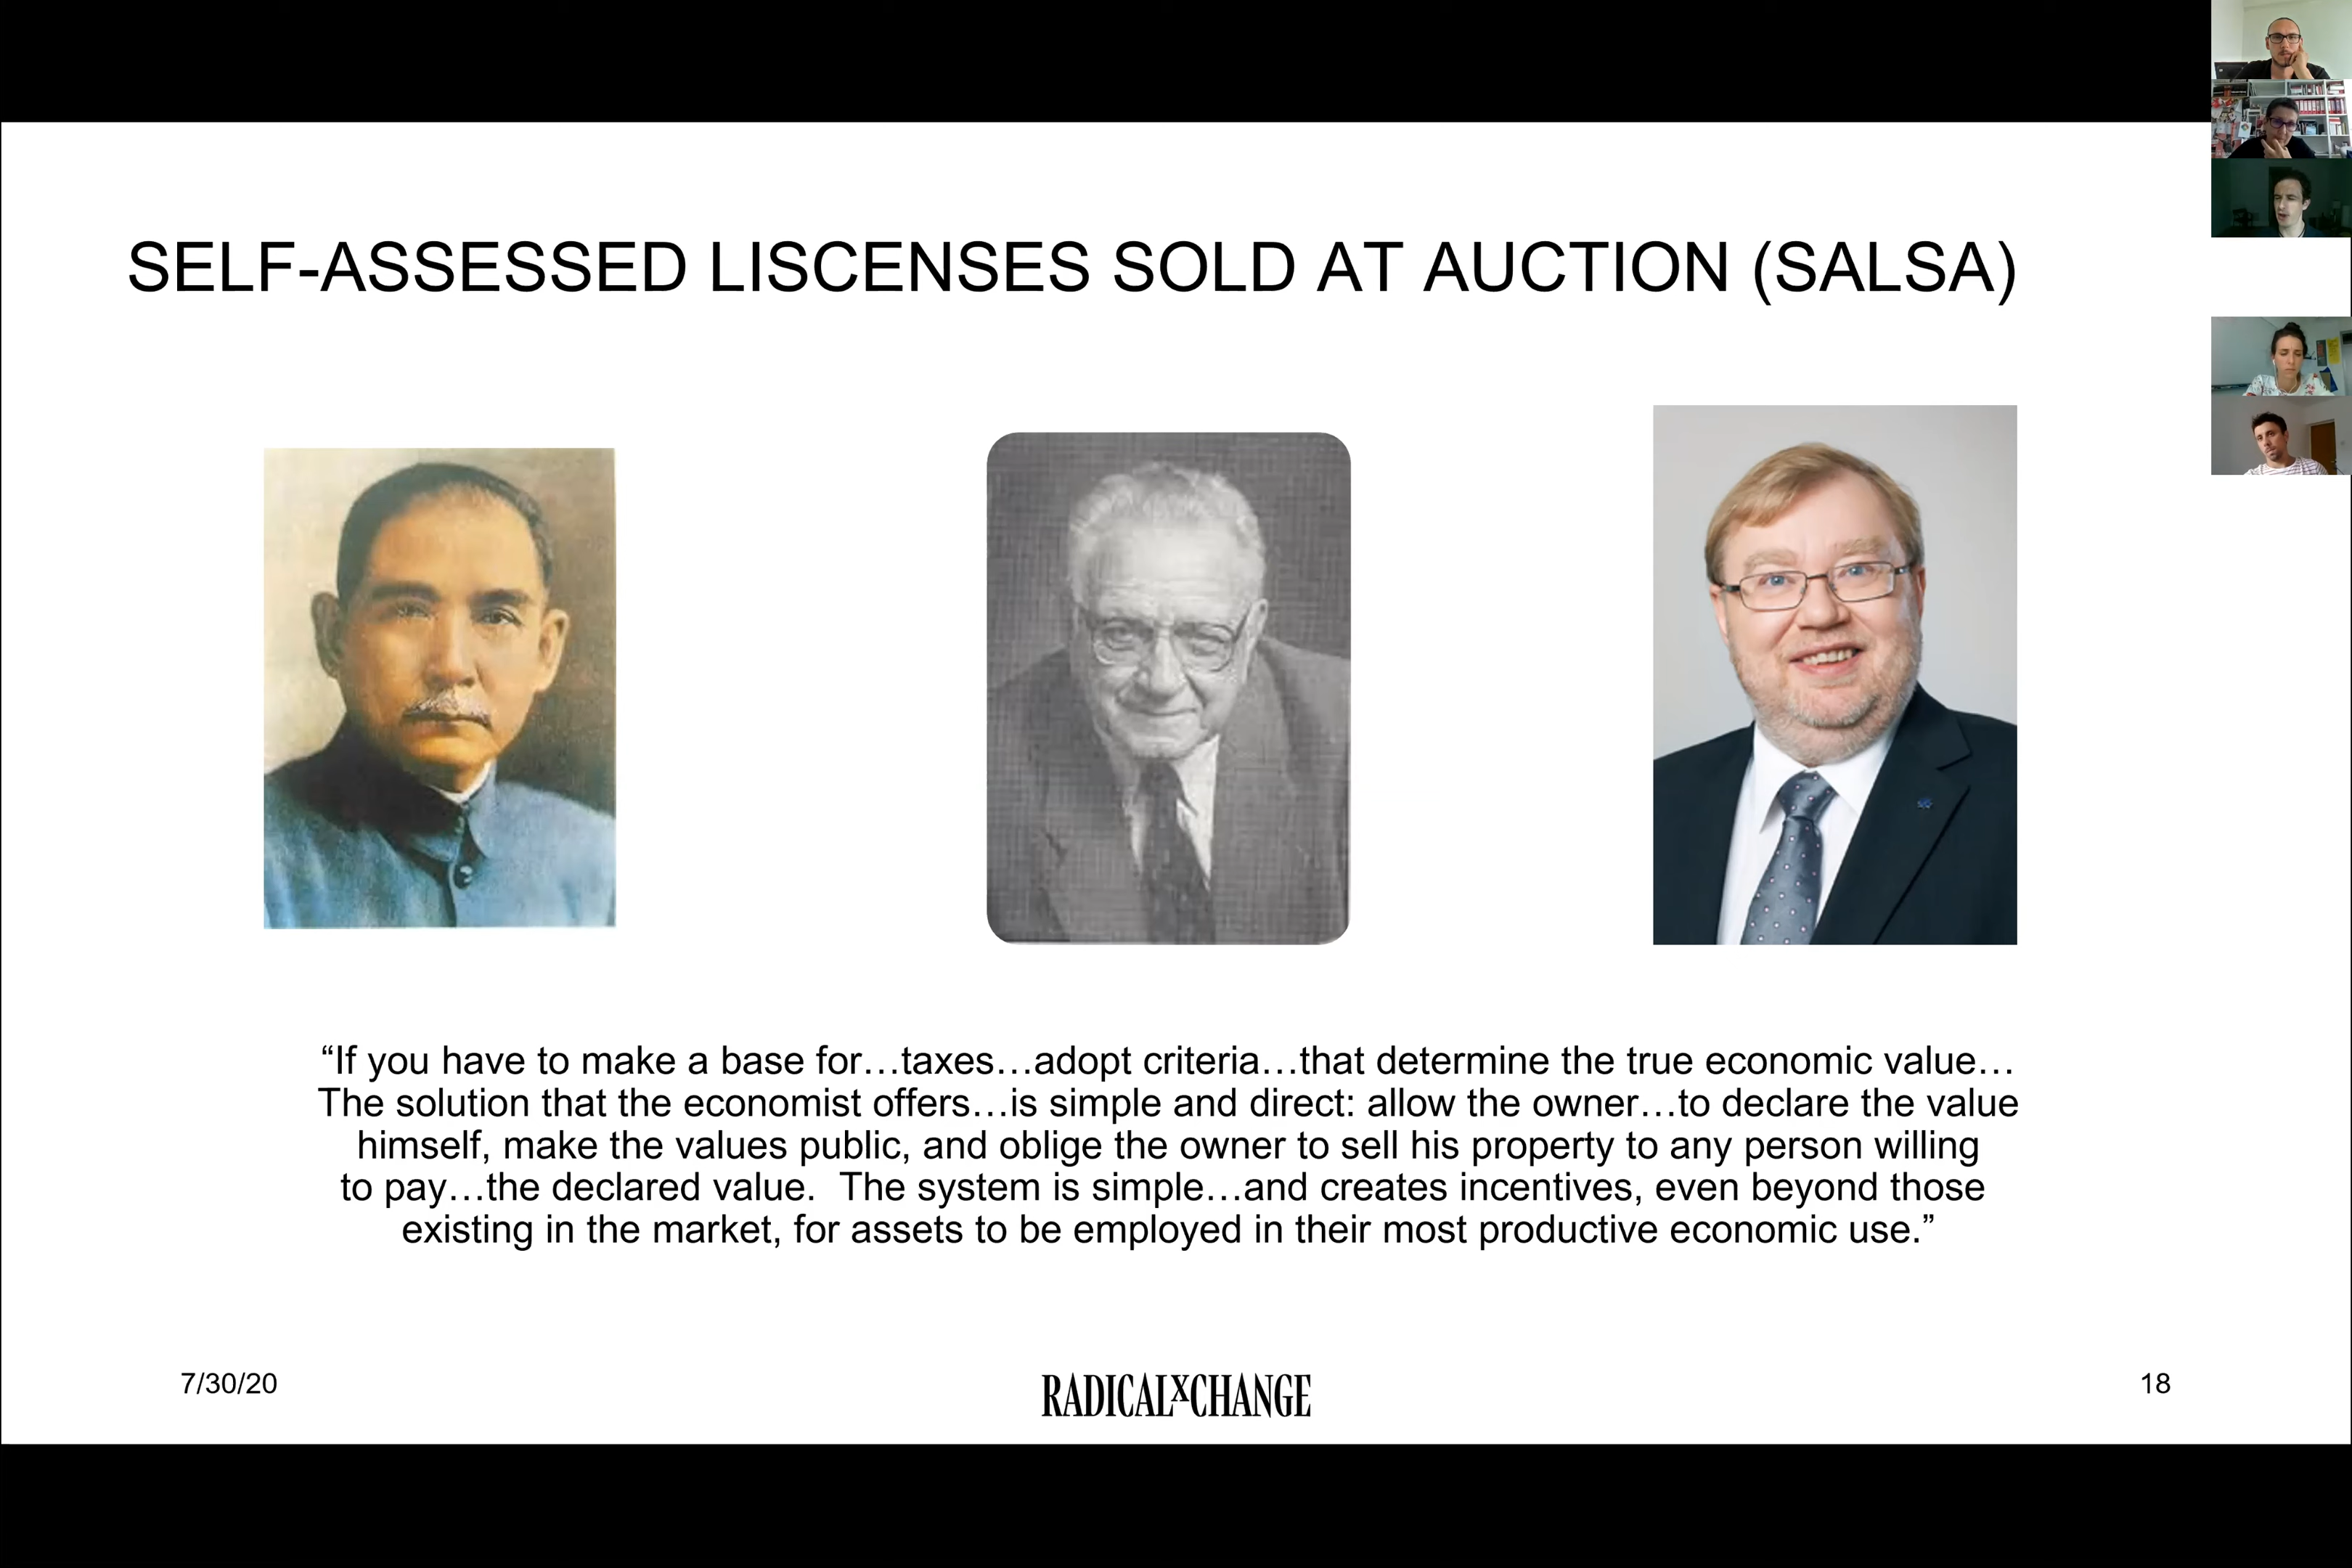 SELF-ASSESSED LISCENSES SOLD AT AUCTION (SALSA)
“If you have to make a base for…taxes…adopt criteria…that determine the true economic value…
The solution that the economist offers…is simple and direct: allow the owner…to declare the value
himself, make the values public, and oblige the owner to sell his property to any person willing
to pay…the declared value.  The system is simple…and creates incentives, even beyond those
existing in the market, for assets to be employed in their most productive economic use.”
7/30/20
RADICALXCHANGE
18